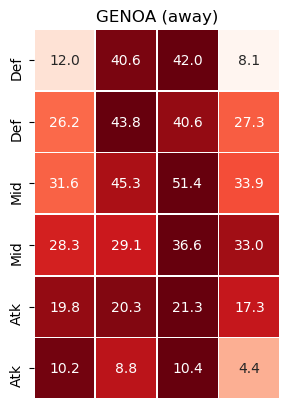 GENOA (away)
Def 12.0 40.6 42.0 8.1
Def 26.2 43.8 40.6 27.3
Mid 31.6 45.3 51.4 33.9
Mid 28.3 29.1 36.6 33.0
Atk 19.8 20.3 21.3 17.3
Atk 10.2 8.8 10.4 4.4